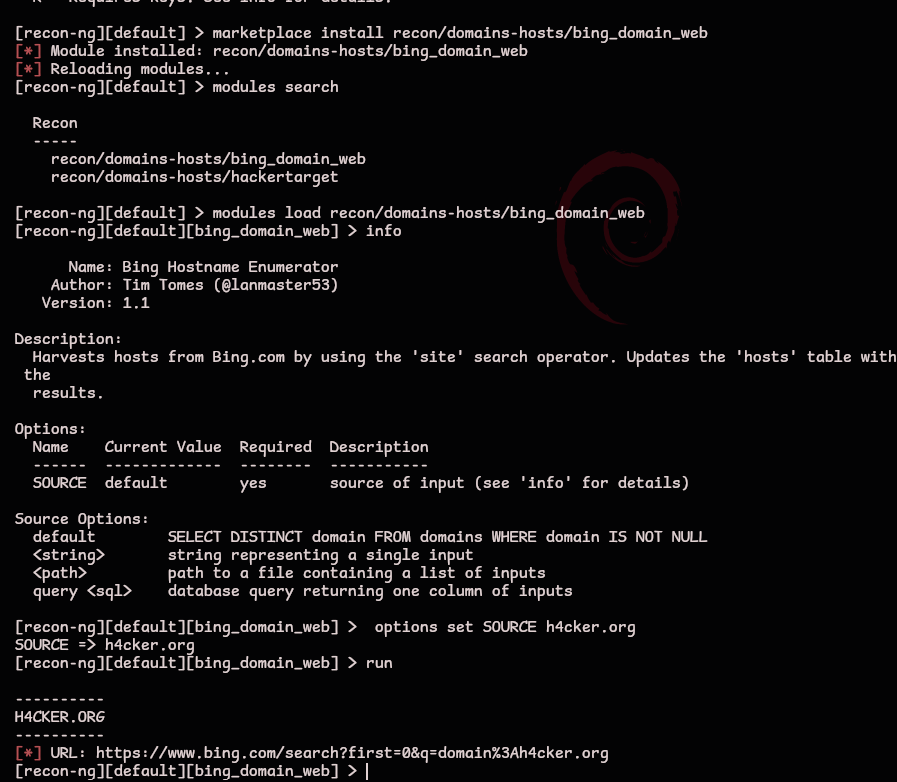 [recon-ng][default] > marketplace install recon/domains-hosts/bing_domain_web
[*] Module installed: recon/domains-hosts/bing_domain_web
[*] Reloading modules...
[recon-ng][default] > modules search
Recon
-----
recon/domains-hosts/bing_domain_web
recon/domains-hosts/hackertarget
[recon-ng][default] > modules load recon/domains-hosts/bing_domain_web
[recon-ng][default][bing_domain_web] > info
Name: Bing Hostname Enumerator
Author: Tim Tomes (@lanmaster53)
Version: 1.1
Description:
Harvests hosts from Bing.com by using the 'site' search operator. Updates the 'hosts' table with
the
results.
Options:
Name    Current Value  Required  Description
------  -------------  --------  -----------
SOURCE  default        yes       source of input (see 'info' for details)
Source Options:
default        SELECT DISTINCT domain FROM domains WHERE domain IS NOT NULL
<string>       string representing a single input
<path>         path to a file containing a list of inputs
query <sql>    database query returning one column of inputs
[recon-ng][default][bing_domain_web] >  options set SOURCE h4cker.org
SOURCE => h4cker.org
[recon-ng][default][bing_domain_web] > run
----------
H4CKER.ORG
----------
[*] URL: https://www.bing.com/search?first=0&q=domain%3Ah4cker.org
[recon-ng][default][bing_domain_web] >